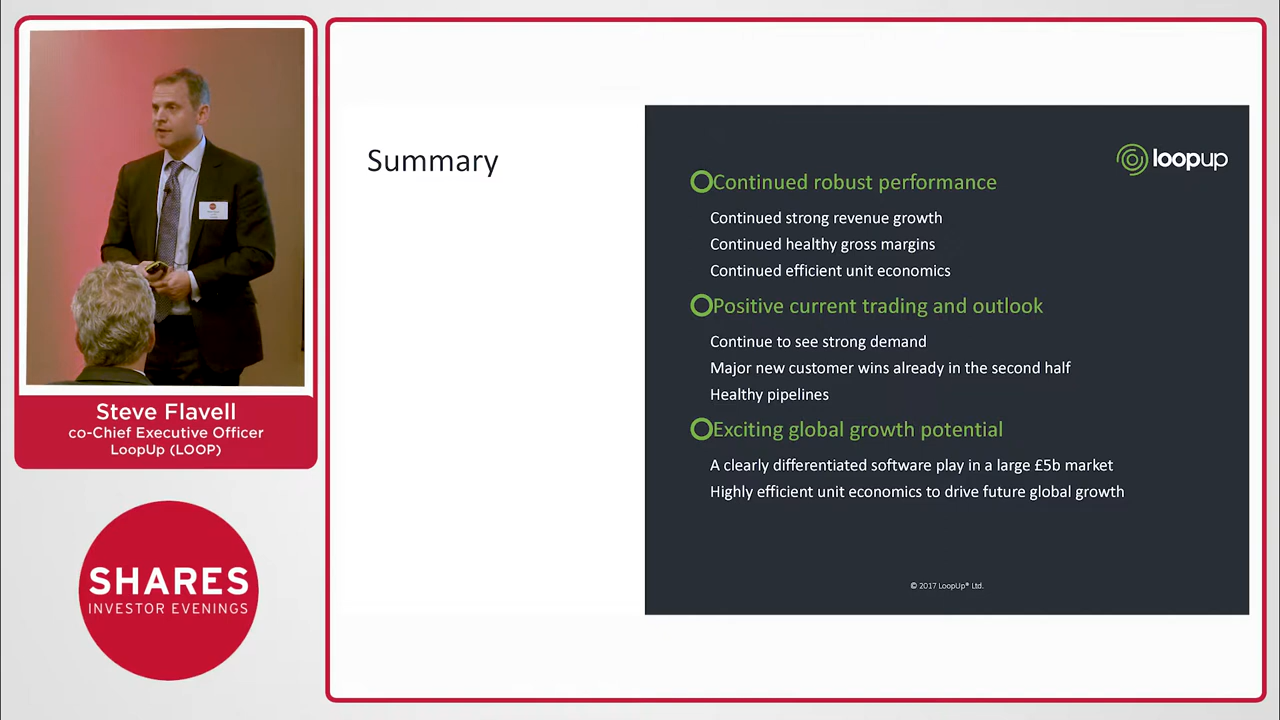 Steve Flavell
co-Chief Executive Officer
LoopUp (LOOP)
SHARES
INVESTOR EVENINGS
Summary
loopup
Continued robust performance
Continued strong revenue growth
Continued healthy gross margins
Continued efficient unit economics
Positive current trading and outlook
Continue to see strong demand
Major new customer wins already in the second half
Healthy pipelines
Exciting global growth potential
A clearly differentiated software play in a large £5b market
Highly efficient unit economics to drive future global growth
© 2017 LoopUp® Ltd.